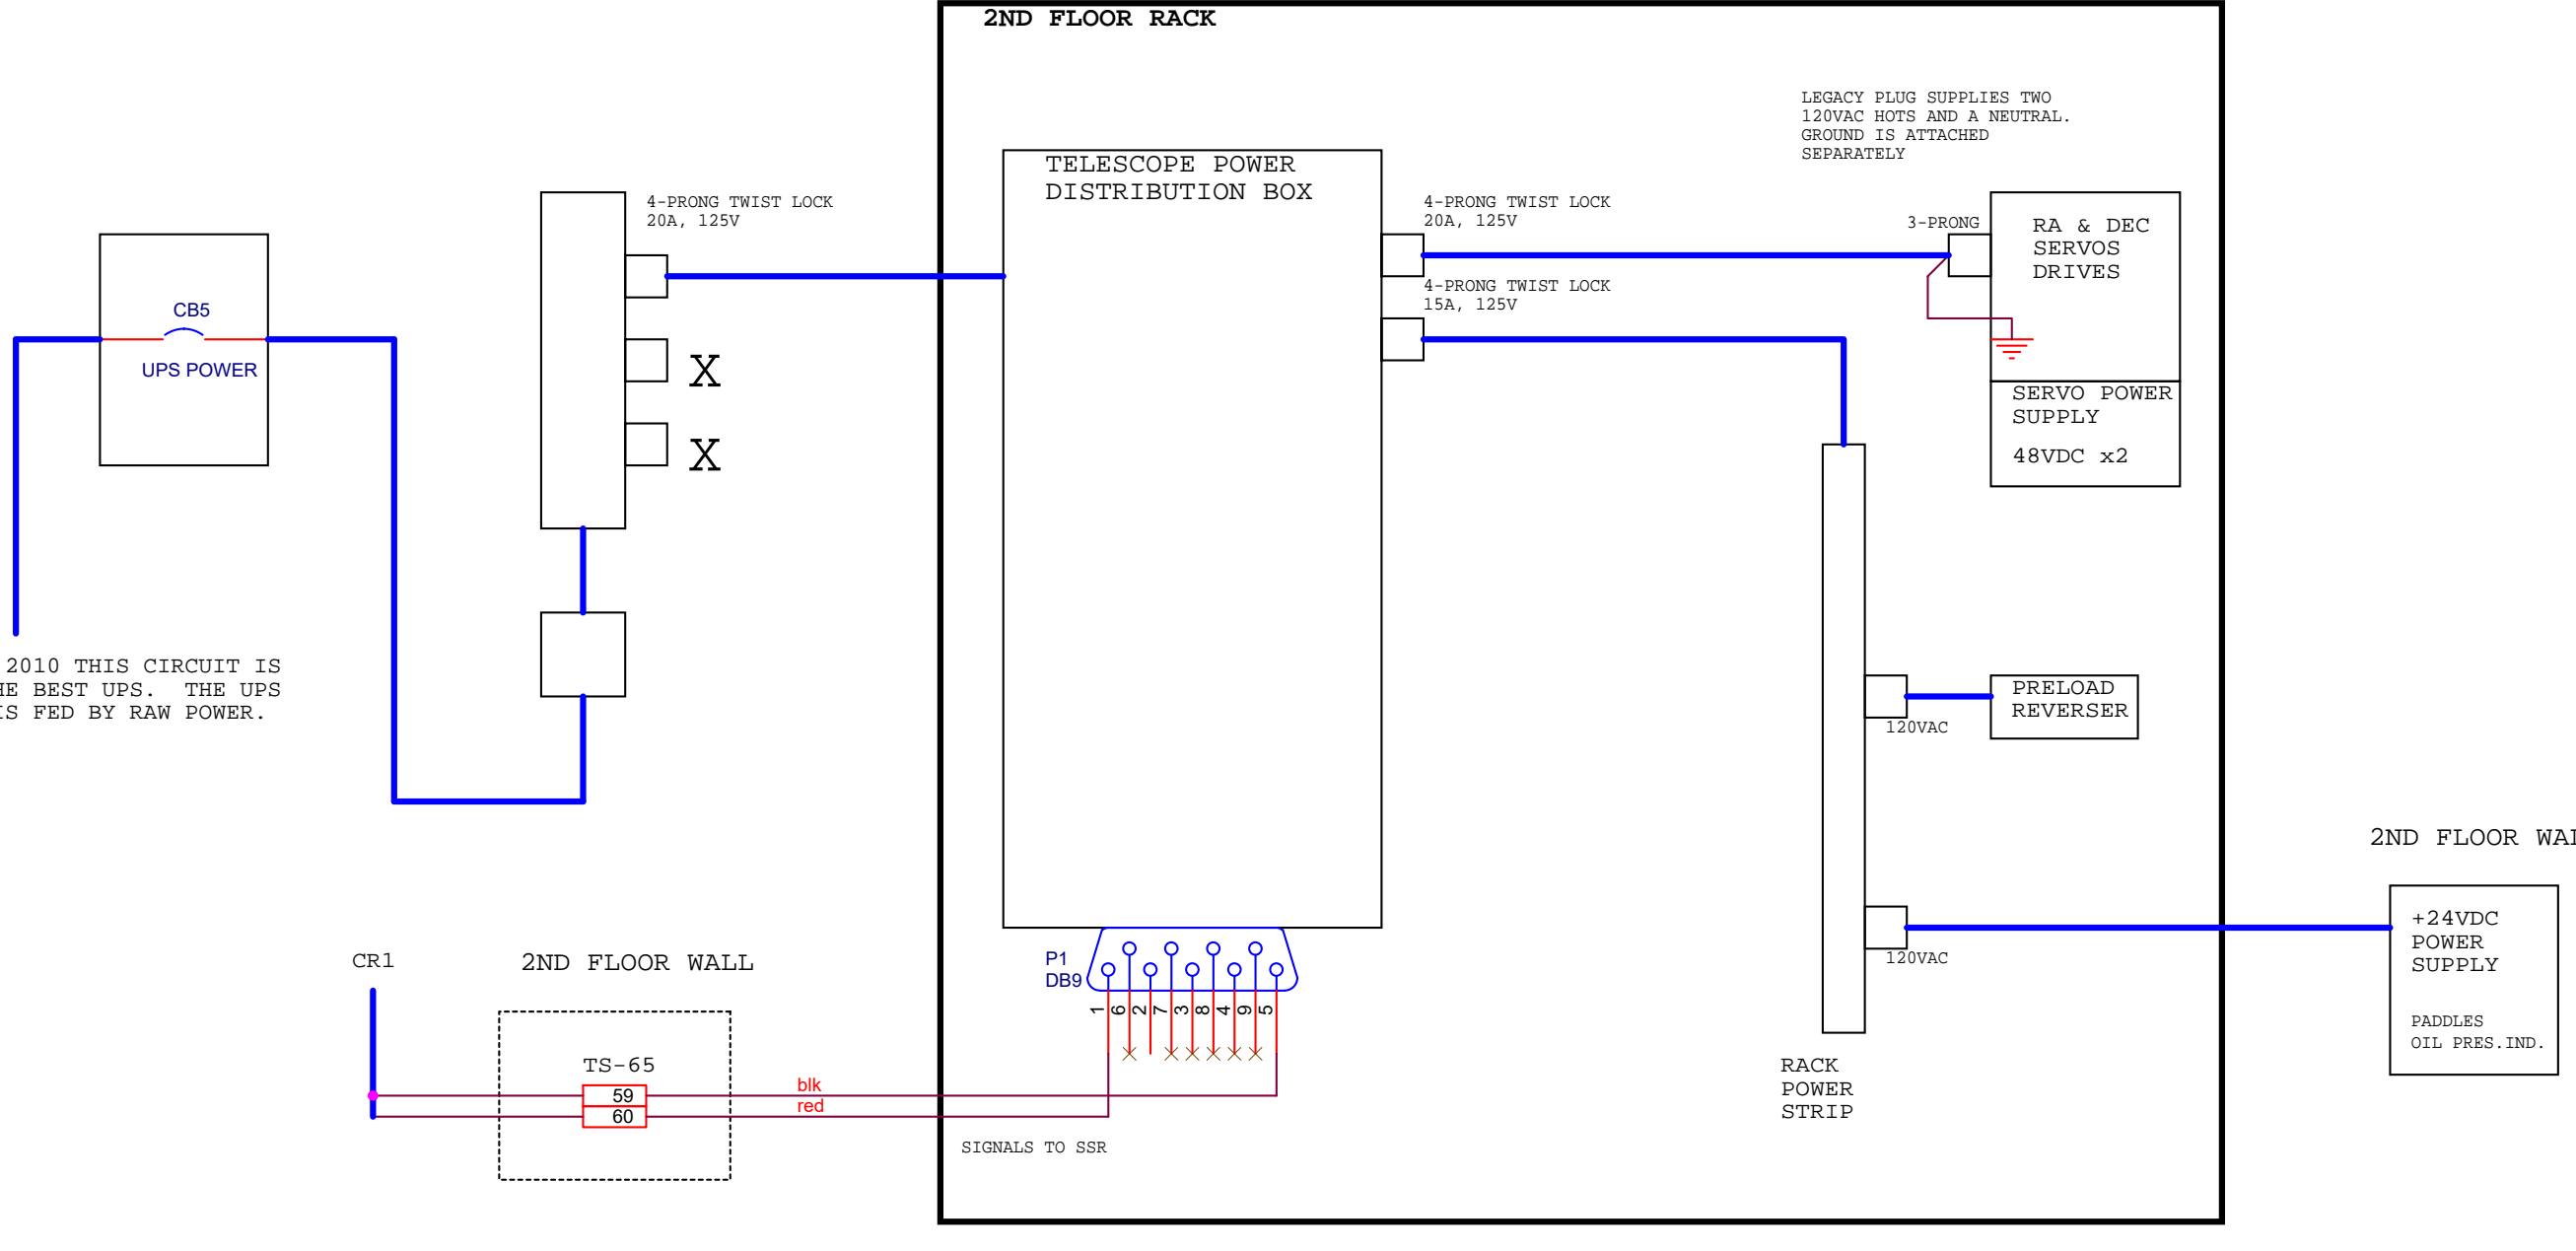 2ND FLOOR RACK
LEGACY PLUG SUPPLIES TWO
120VAC HOTS AND A NEUTRAL.
GROUND IS ATTACHED
SEPARATELY
TELESCOPE POWER
DISTRIBUTION BOX
4-PRONG TWIST LOCK
20A, 125V
4-PRONG TWIST LOCK
20A, 125V
3-PRONG
RA & DEC
SERVOS
DRIVES
4-PRONG TWIST LOCK
15A, 125V
CB5
UPS POWER
X
X
SERVO POWER
SUPPLY
48VDC x2
2010 THIS CIRCUIT IS
HE BEST UPS. THE UPS
IS FED BY RAW POWER.
PRELOAD
REVERSER
120VAC
2ND FLOOR WAL
+24VDC
POWER
SUPPLY
PADDLES
OIL PRES.IND.
120VAC
CR1
2ND FLOOR WALL
P1
DB9
1 6 2 7 3 8 4 9 5
TS-65
59
60
blk
red
RACK
POWER
STRIP
SIGNALS TO SSR